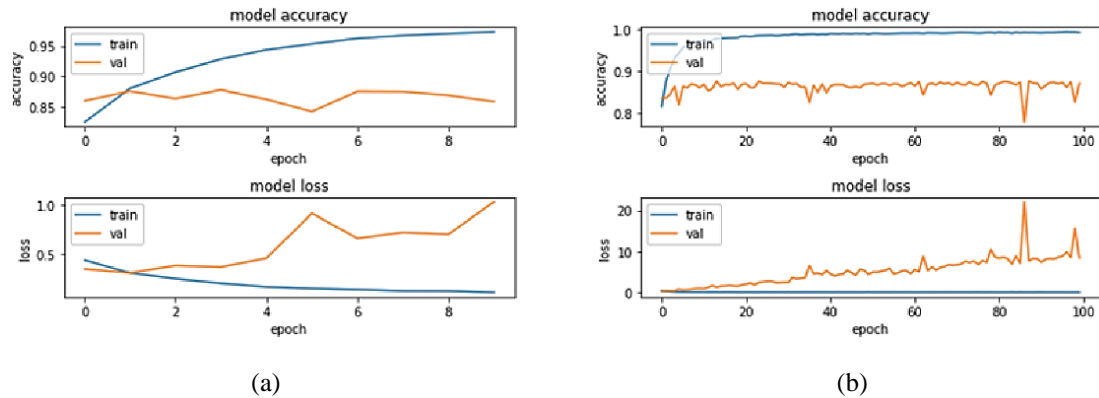 model accuracy
train
val
accuracy
0.95
0.90
0.85
0 2 4 6 8
epoch
model loss
train
val
loss
1.0
0.5
0 2 4 6 8
epoch
(a)
model accuracy
train
val
accuracy
1.0
0.9
0.8
0 20 40 60 80 100
epoch
model loss
train
val
loss
20
10
0
0 20 40 60 80 100
epoch
(b)